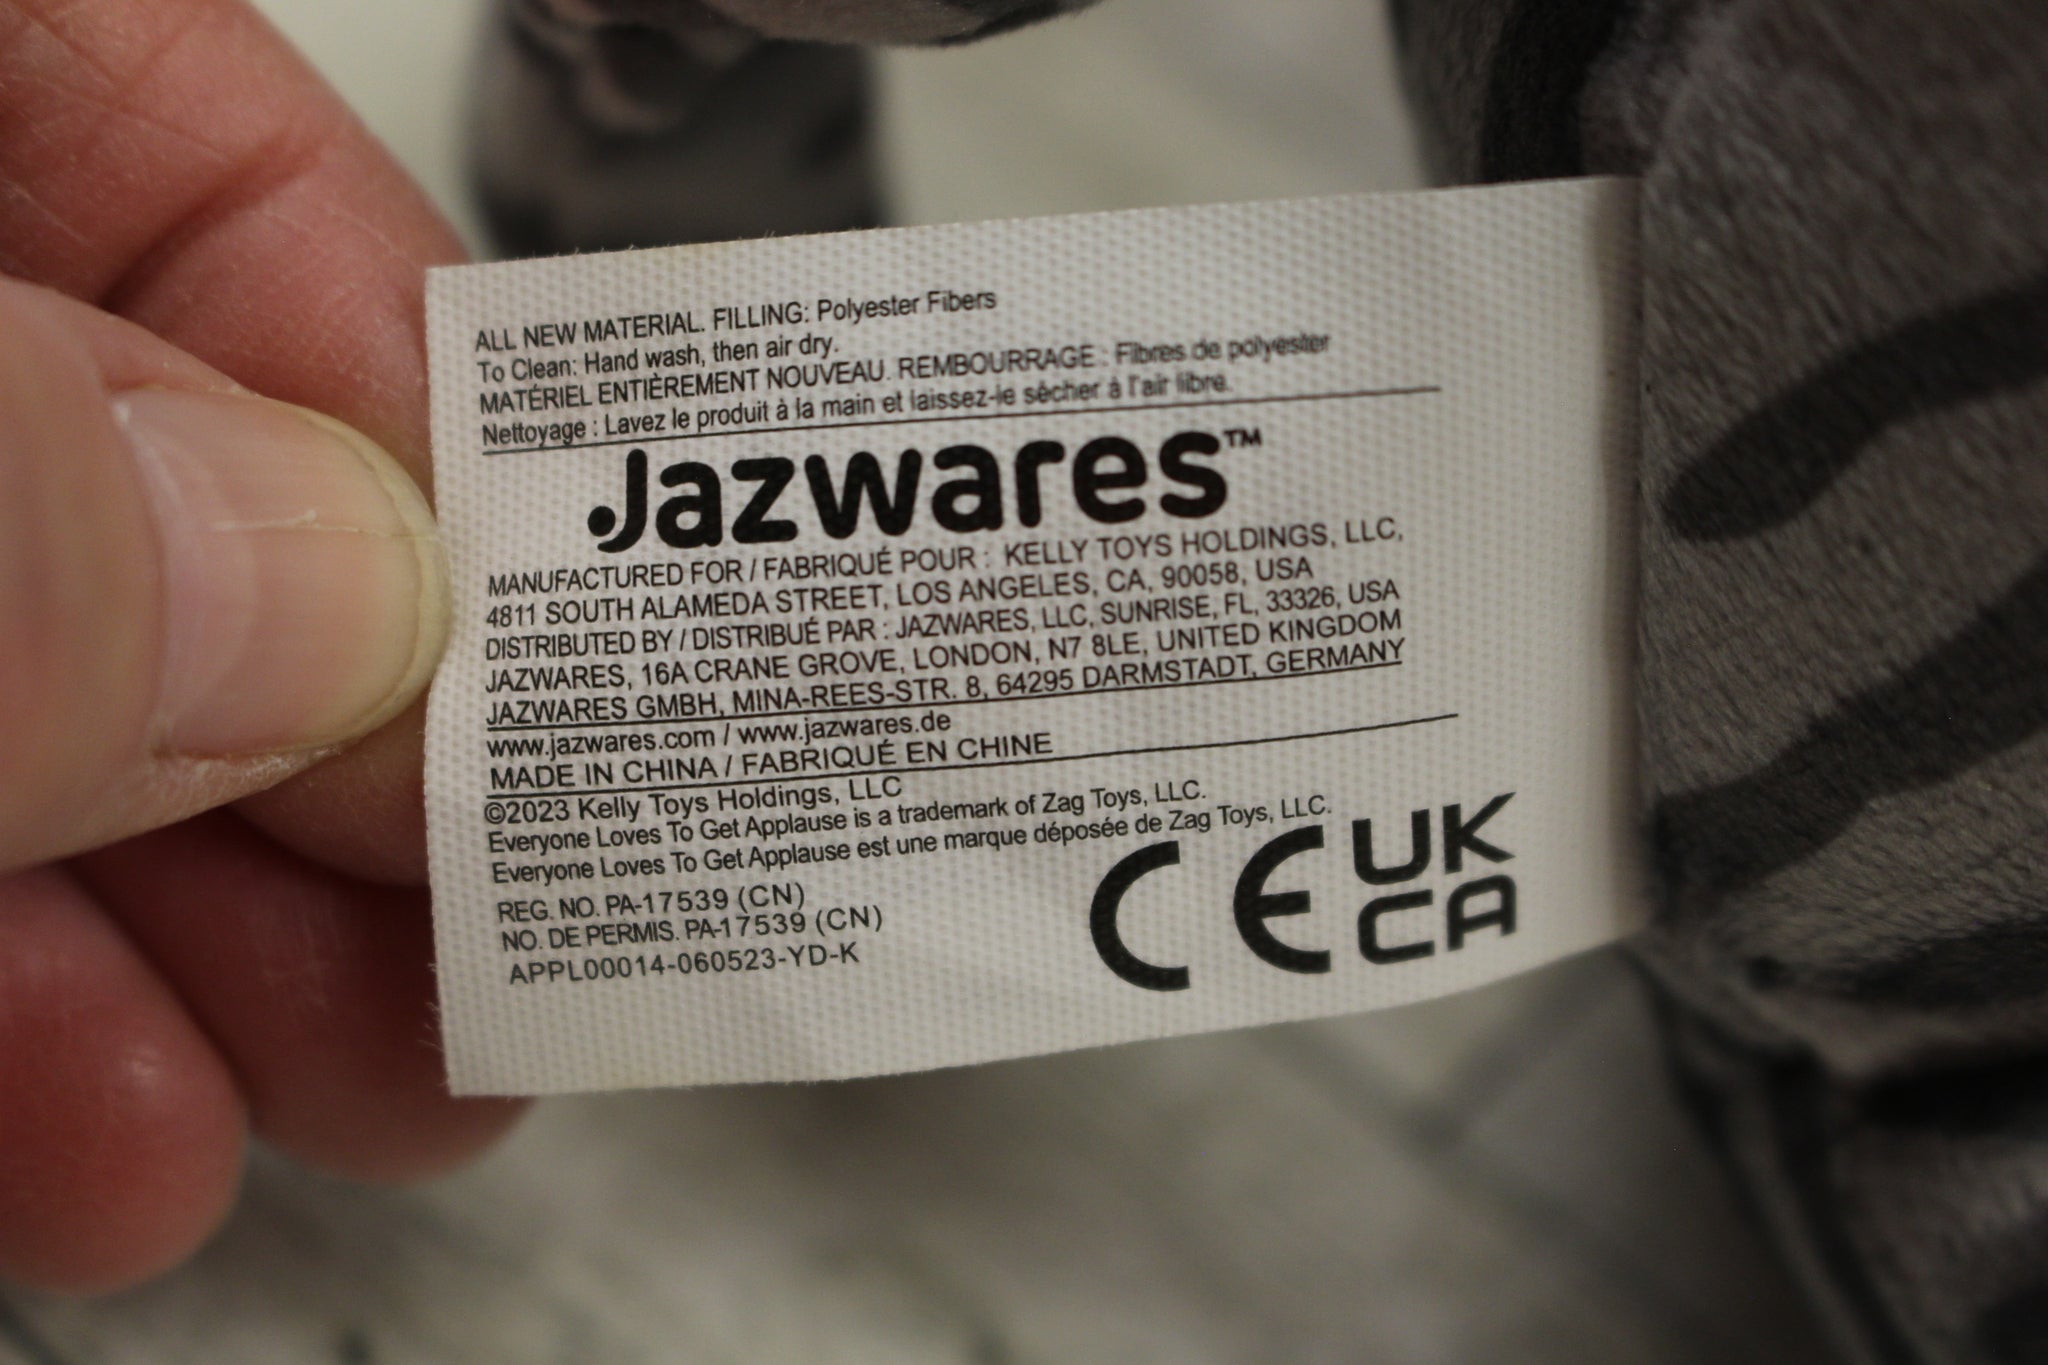 ALL NEW MATERIAL. FILLING: Polyester Fibers
To Clean: Hand wash, then air dry.
MATÉRIEL ENTIÈREMENT NOUVEAU. REMBOURRAGE : Fibres de polyester
Nettoyage : Lavez le produit à la main et laissez-le sécher à l'air libre.
Jazwares™
MANUFACTURED FOR / FABRIQUÉ POUR : KELLY TOYS HOLDINGS, LLC,
4811 SOUTH ALAMEDA STREET, LOS ANGELES, CA, 90058, USA
DISTRIBUTED BY / DISTRIBUÉ PAR : JAZWARES, LLC, SUNRISE, FL, 33326, USA
JAZWARES, 16A CRANE GROVE, LONDON, N7 8LE, UNITED KINGDOM
JAZWARES GMBH, MINA-REES-STR. 8, 64295 DARMSTADT, GERMANY
www.jazwares.com / www.jazwares.de
MADE IN CHINA / FABRIQUÉ EN CHINE
©2023 Kelly Toys Holdings, LLC
Everyone Loves To Get Applause is a trademark of Zag Toys, LLC.
Everyone Loves To Get Applause est une marque déposée de Zag Toys, LLC.
REG. NO. PA-17539 (CN)
NO. DE PERMIS. PA-17539 (CN)
APPL00014-060523-YD-K
CE
UK
CA